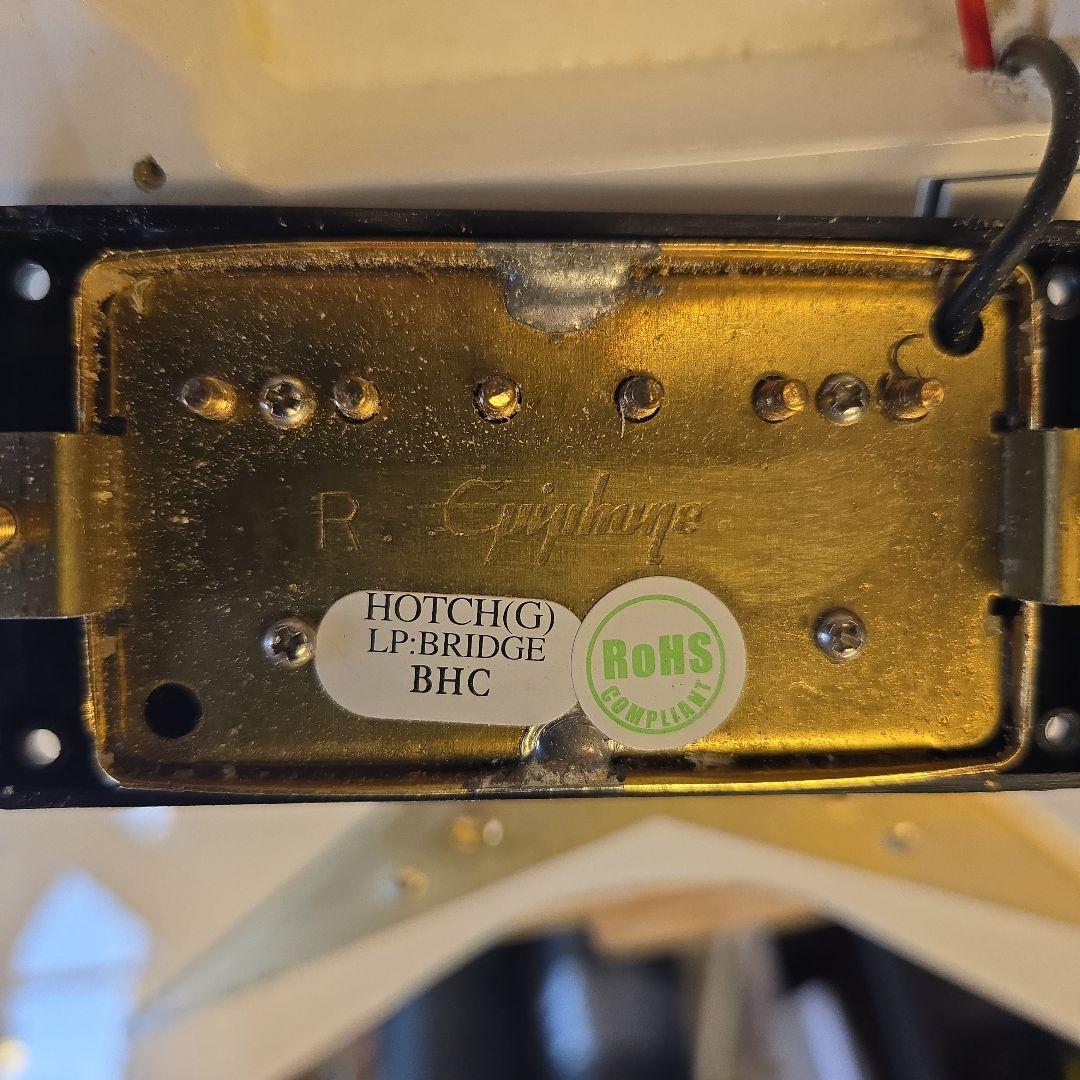 R. Epiphone
HOTCH(G)
LP:BRIDGE
BHC
RoHS
COMPLIANT